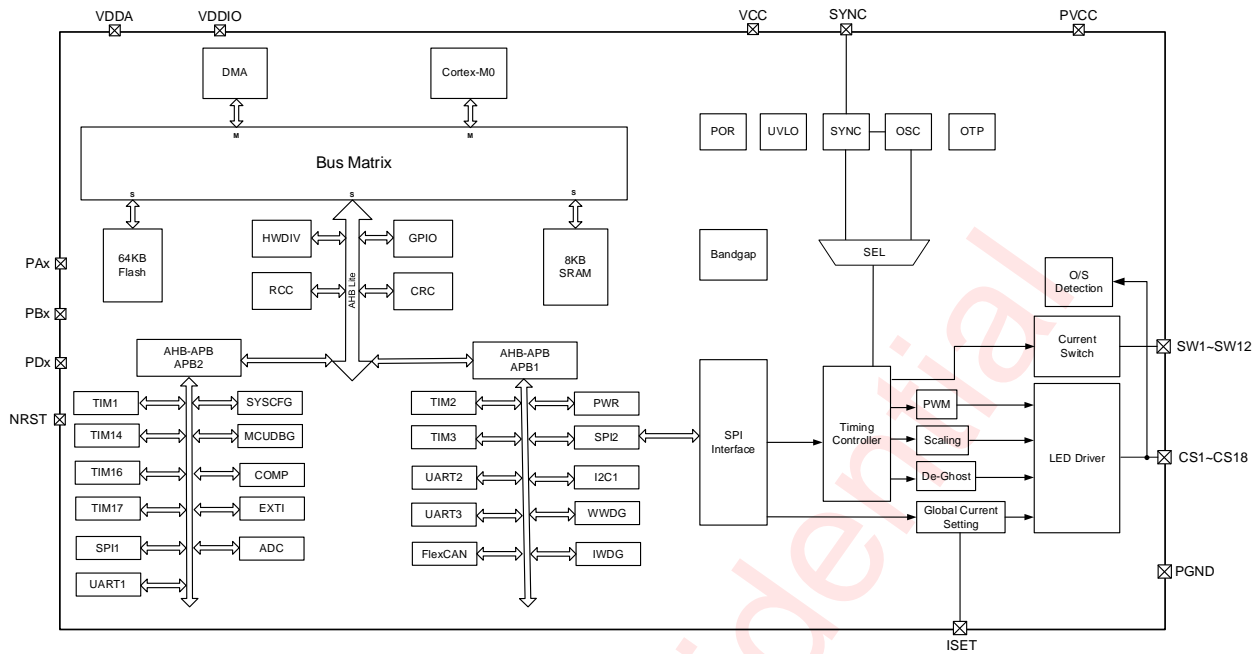 VDDA
VDDIO
VCC
SYNC
PVCC
DMA
Cortex-M0
M
M
Bus Matrix
S
S
S
POR
UVLO
SYNC
OSC
OTP
64KB
Flash
HWDIV
GPIO
RCC
CRC
AHB Lite
8KB
SRAM
Bandgap
SEL
O/S
Detection
PAx
PBx
PDx
NRST
AHB-APB
APB2
AHB-APB
APB1
Current
Switch
SW1~SW12
TIM1
SYSCFG
TIM14
MCUDBG
TIM16
COMP
TIM17
EXTI
SPI1
ADC
UART1
TIM2
PWR
TIM3
SPI2
UART2
I2C1
UART3
WWDG
FlexCAN
IWDG
SPI
Interface
Timing
Controller
PWM
Scaling
De-Ghost
Global Current
Setting
LED Driver
CS1~CS18
PGND
ISET